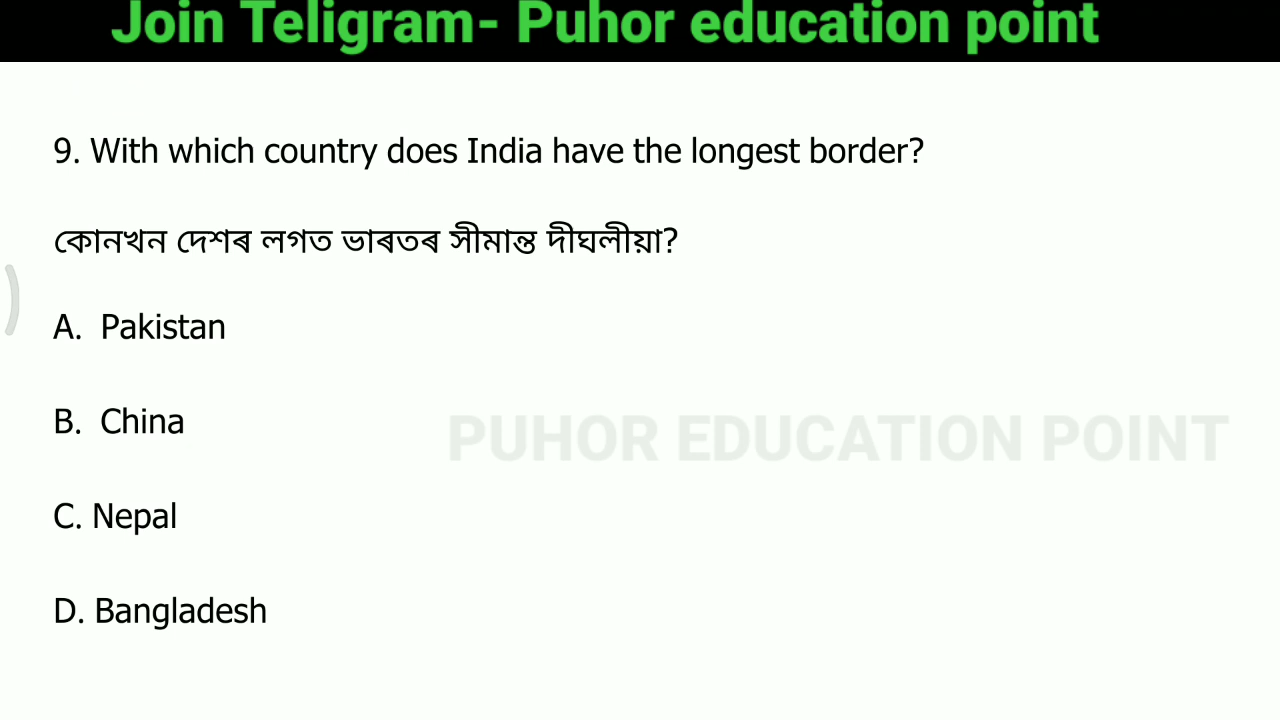 Join Teligram- Puhor education point
9. With which country does India have the longest border?
কোনখন দেশৰ লগত ভাৰতৰ সীমান্ত দীঘলীয়া?
A. Pakistan
B. China
PUHOR EDUCATION POINT
C. Nepal
D. Bangladesh